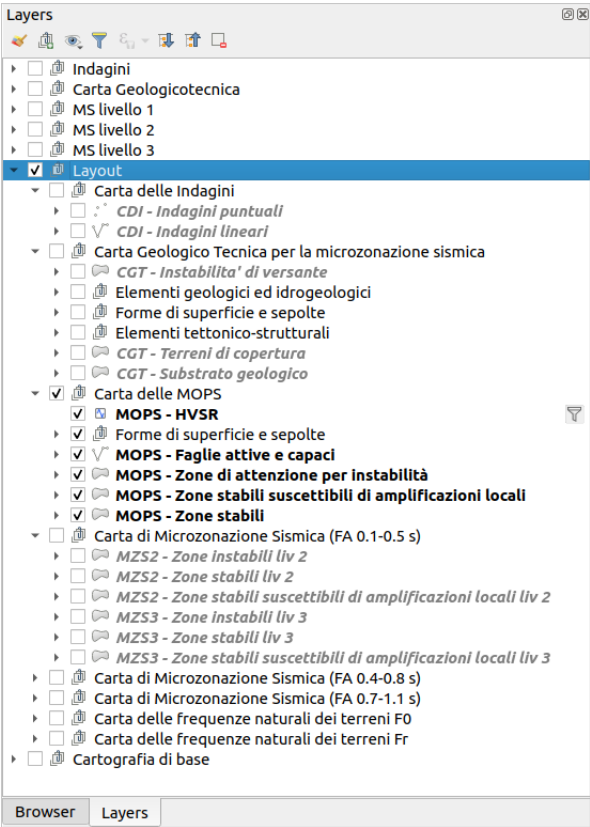 Layers
Indagini
Carta Geologicotecnica
MS livello 1
MS livello 2
MS livello 3
Layout
Carta delle Indagini
CDI - Indagini puntuali
CDI - Indagini lineari
Carta Geologico Tecnica per la microzonazione sismica
CGT - Instabilita' di versante
Elementi geologici ed idrogeologici
Forme di superficie e sepolte
Elementi tettonico-strutturali
CGT - Terreni di copertura
CGT - Substrato geologico
Carta delle MOPS
MOPS - HVSR
Forme di superficie e sepolte
MOPS - Faglie attive e capaci
MOPS - Zone di attenzione per instabilità
MOPS - Zone stabili suscettibili di amplificazioni locali
MOPS - Zone stabili
Carta di Microzonazione Sismica (FA 0.1-0.5 s)
MZS2 - Zone instabili liv 2
MZS2 - Zone stabili liv 2
MZS2 - Zone stabili suscettibili di amplificazioni locali liv 2
MZS3 - Zone instabili liv 3
MZS3 - Zone stabili liv 3
MZS3 - Zone stabili suscettibili di amplificazioni locali liv 3
Carta di Microzonazione Sismica (FA 0.4-0.8 s)
Carta di Microzonazione Sismica (FA 0.7-1.1 s)
Carta delle frequenze naturali dei terreni F0
Carta delle frequenze naturali dei terreni Fr
Cartografia di base
Browser Layers